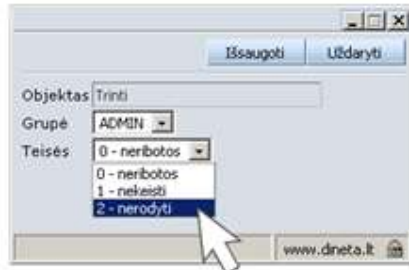 Išsaugoti Uždaryti
Objektas Trinti
Grupė ADMIN
Teisės 0 - neribotos
0 - neribotos
1 - nekeisti
2 - nerodyti
www.dineta.lt